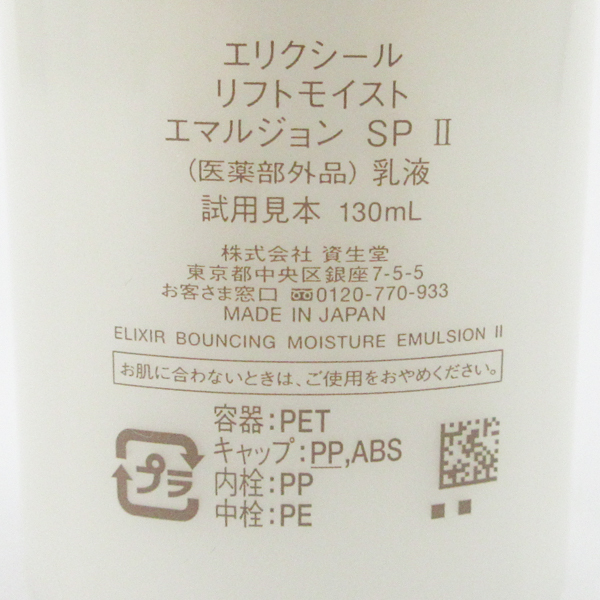 エリクシール
リフトモイスト
エマルジョン SP Ⅱ
(医薬部外品) 乳液
試用見本 130mL
株式会社 資生堂
東京都中央区銀座7-5-5
お客さま窓口 0120-770-933
MADE IN JAPAN
ELIXIR BOUNCING MOISTURE EMULSION Ⅱ
お肌に合わないときは、ご使用をおやめください。
プラ
容器:PET
キャップ:PP,ABS
内栓:PP
中栓:PE